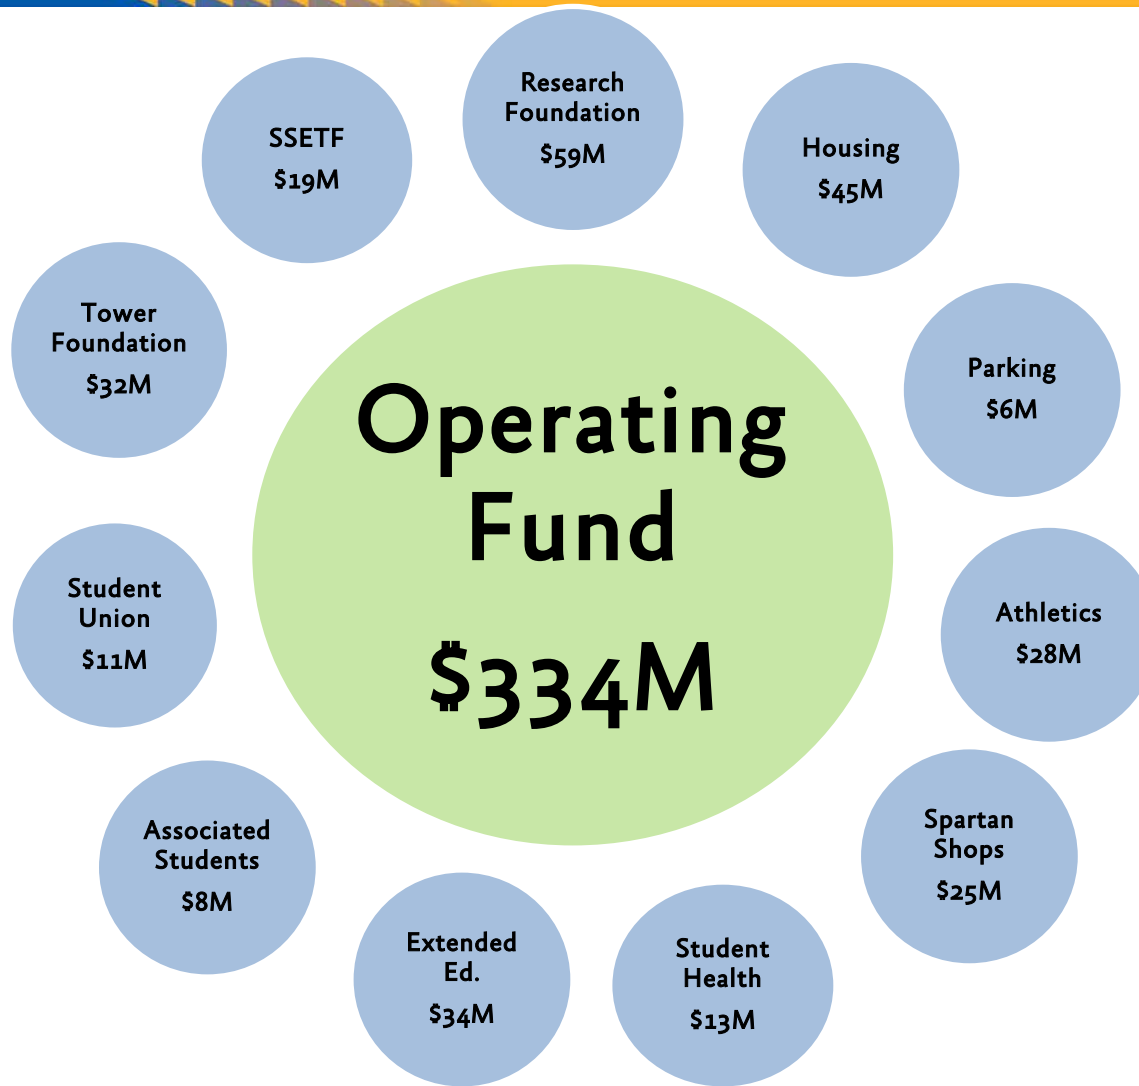 Research
Foundation
$59M
SSETF
$19M
Housing
$45M
Tower
Foundation
$32M
Parking
$6M
Operating
Fund
$334M
Student
Union
$11M
Athletics
$28M
Associated
Students
$8M
Spartan
Shops
$25M
Extended
Ed.
$34M
Student
Health
$13M